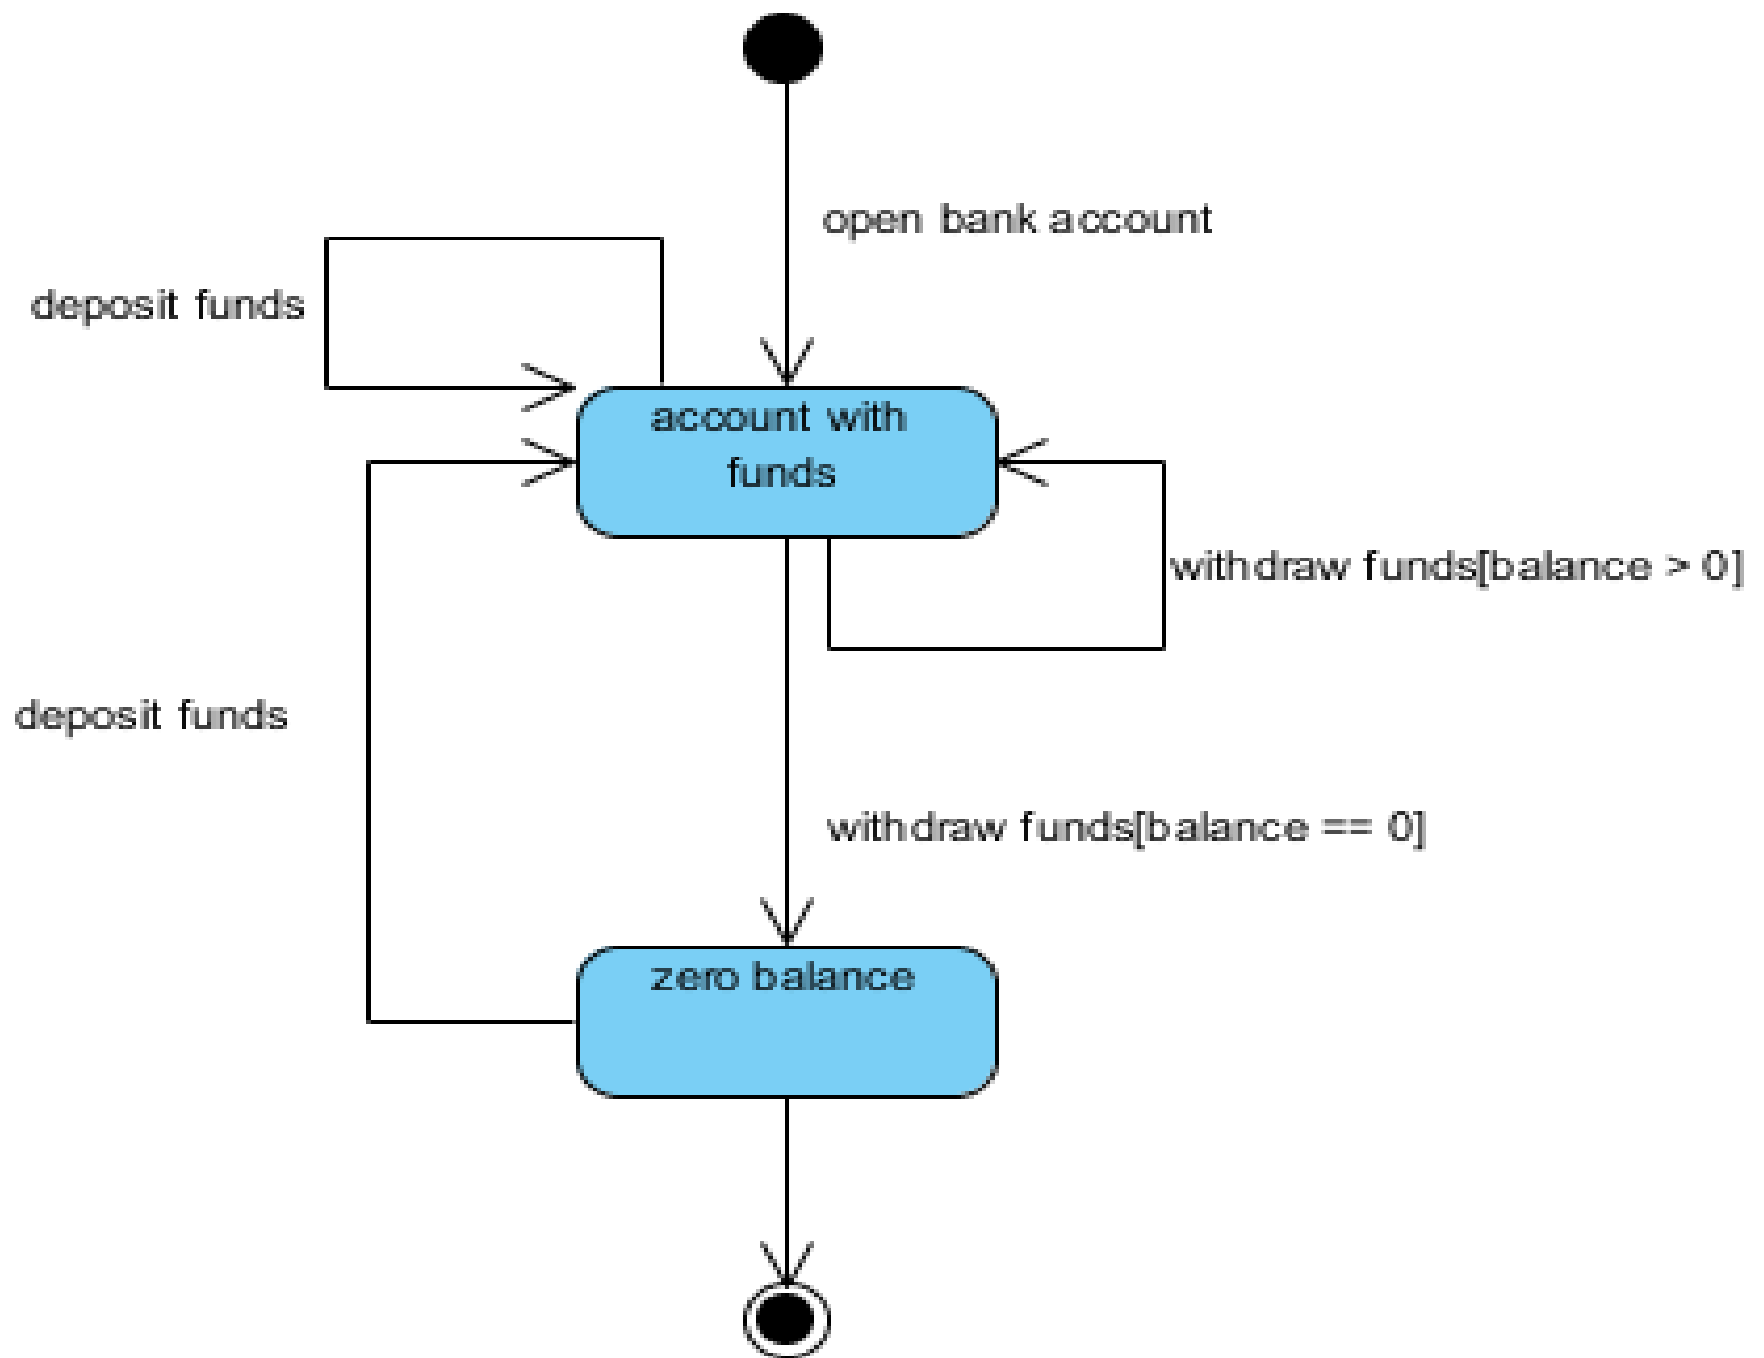 open bank account
deposit funds
account with
funds
withdraw funds[balance > 0]
deposit funds
withdraw funds[balance == 0]
zero balance